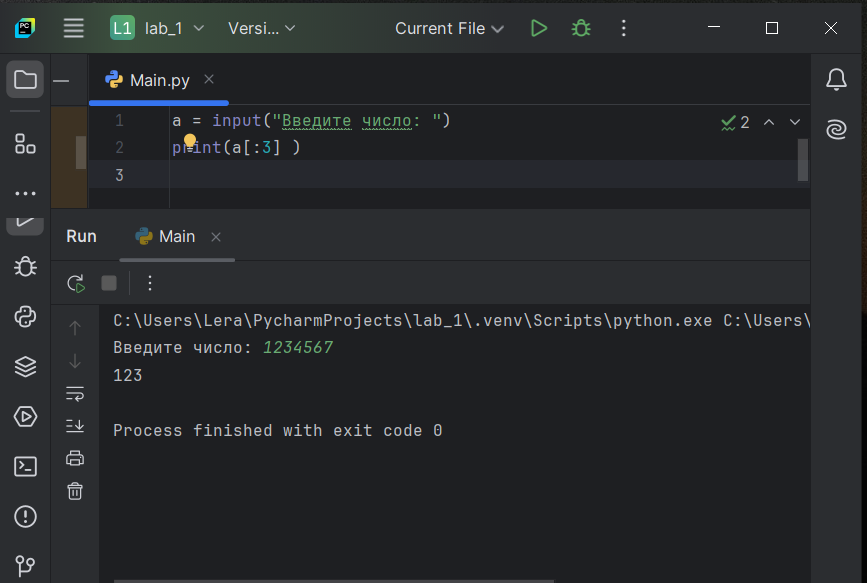 PC
L1 lab_1 Versi... Current File
Main.py
1 a = input("Введите число: ")
2 print(a[:3] )
3
2
Run Main
C:\Users\Lera\PycharmProjects\lab_1\.venv\Scripts\python.exe C:\Users\
Введите число: 1234567
123
Process finished with exit code 0